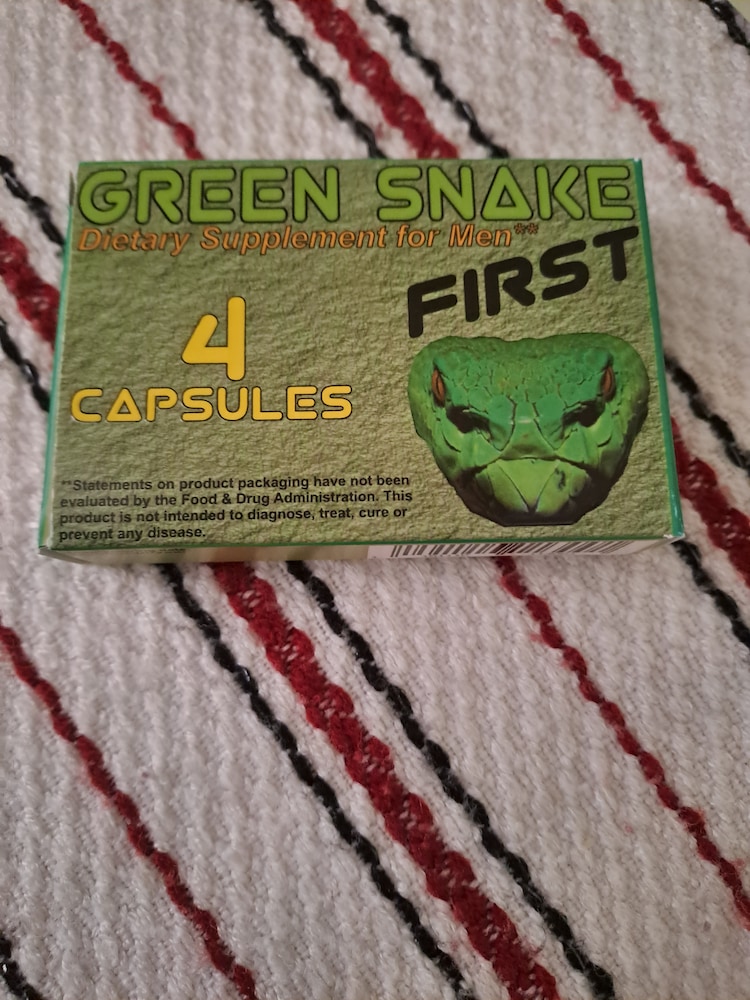 GREEN SNAKE
Dietary Supplement for Men**
FIRST
4
CAPSULES
**Statements on product packaging have not been
evaluated by the Food & Drug Administration. This
product is not intended to diagnose, treat, cure or
prevent any disease.